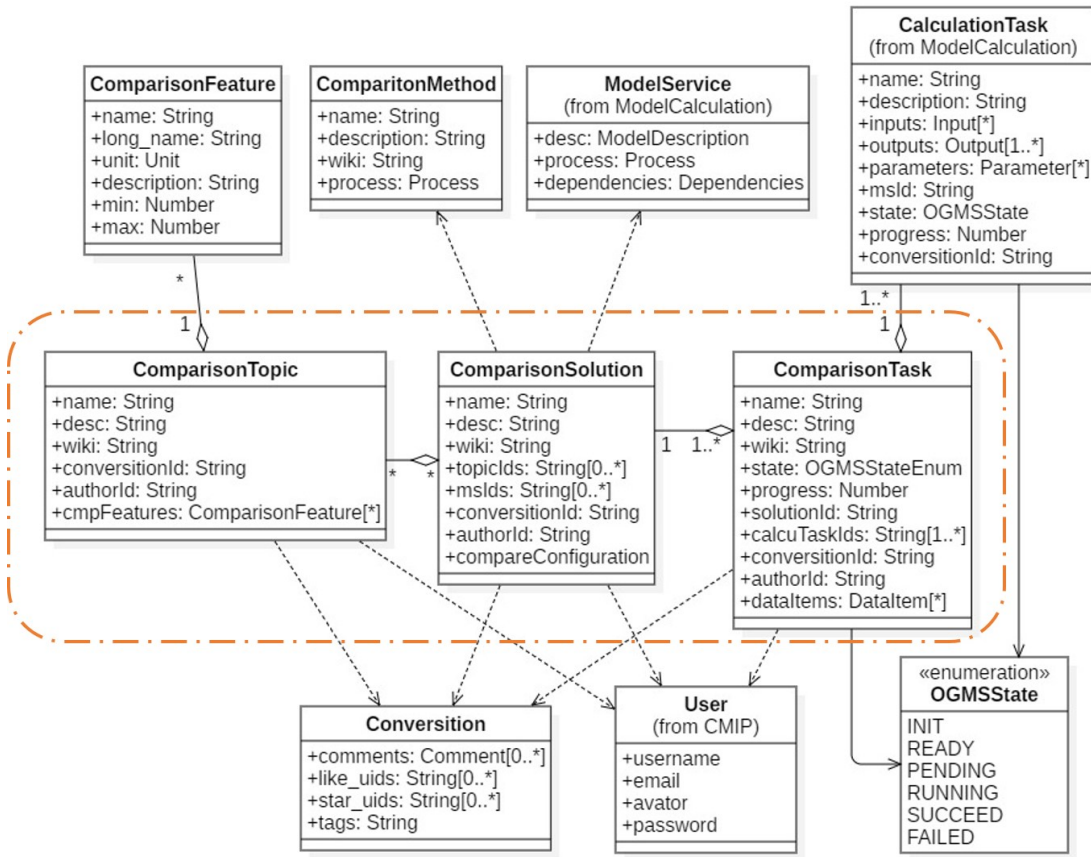 CalculationTask
(from ModelCalculation)
+name: String
+description: String
+inputs: Input[*]
+outputs: Output[1..*]
+parameters: Parameter[*]
+msId: String
+state: OGMSState
+progress: Number
+conversitionId: String
ComparisonFeature
+name: String
+long_name: String
+unit: Unit
+description: String
+min: Number
+max: Number
ComparitonMethod
+name: String
+description: String
+wiki: String
+process: Process
ModelService
(from ModelCalculation)
+desc: ModelDescription
+process: Process
+dependencies: Dependencies
*
1
1..*
1
ComparisonTopic
+name: String
+desc: String
+wiki: String
+conversitionId: String
+authorId: String
+cmpFeatures: ComparisonFeature[*]
*
*
ComparisonSolution
+name: String
+desc: String
+wiki: String
+topicIds: String[0..*]
+msIds: String[0..*]
+conversitionId: String
+authorId: String
+compareConfiguration
1
1..*
ComparisonTask
+name: String
+desc: String
+wiki: String
+state: OGMSStateEnum
+progress: Number
+solutionId: String
+calcuTaskIds: String[1..*]
+conversitionId: String
+authorId: String
+dataItems: DataItem[*]
Conversition
+comments: Comment[0..*]
+like_uids: String[0..*]
+star_uids: String[0..*]
+tags: String
User
(from CMIP)
+username
+email
+avator
+password
«enumeration»
OGMSState
INIT
READY
PENDING
RUNNING
SUCCEED
FAILED